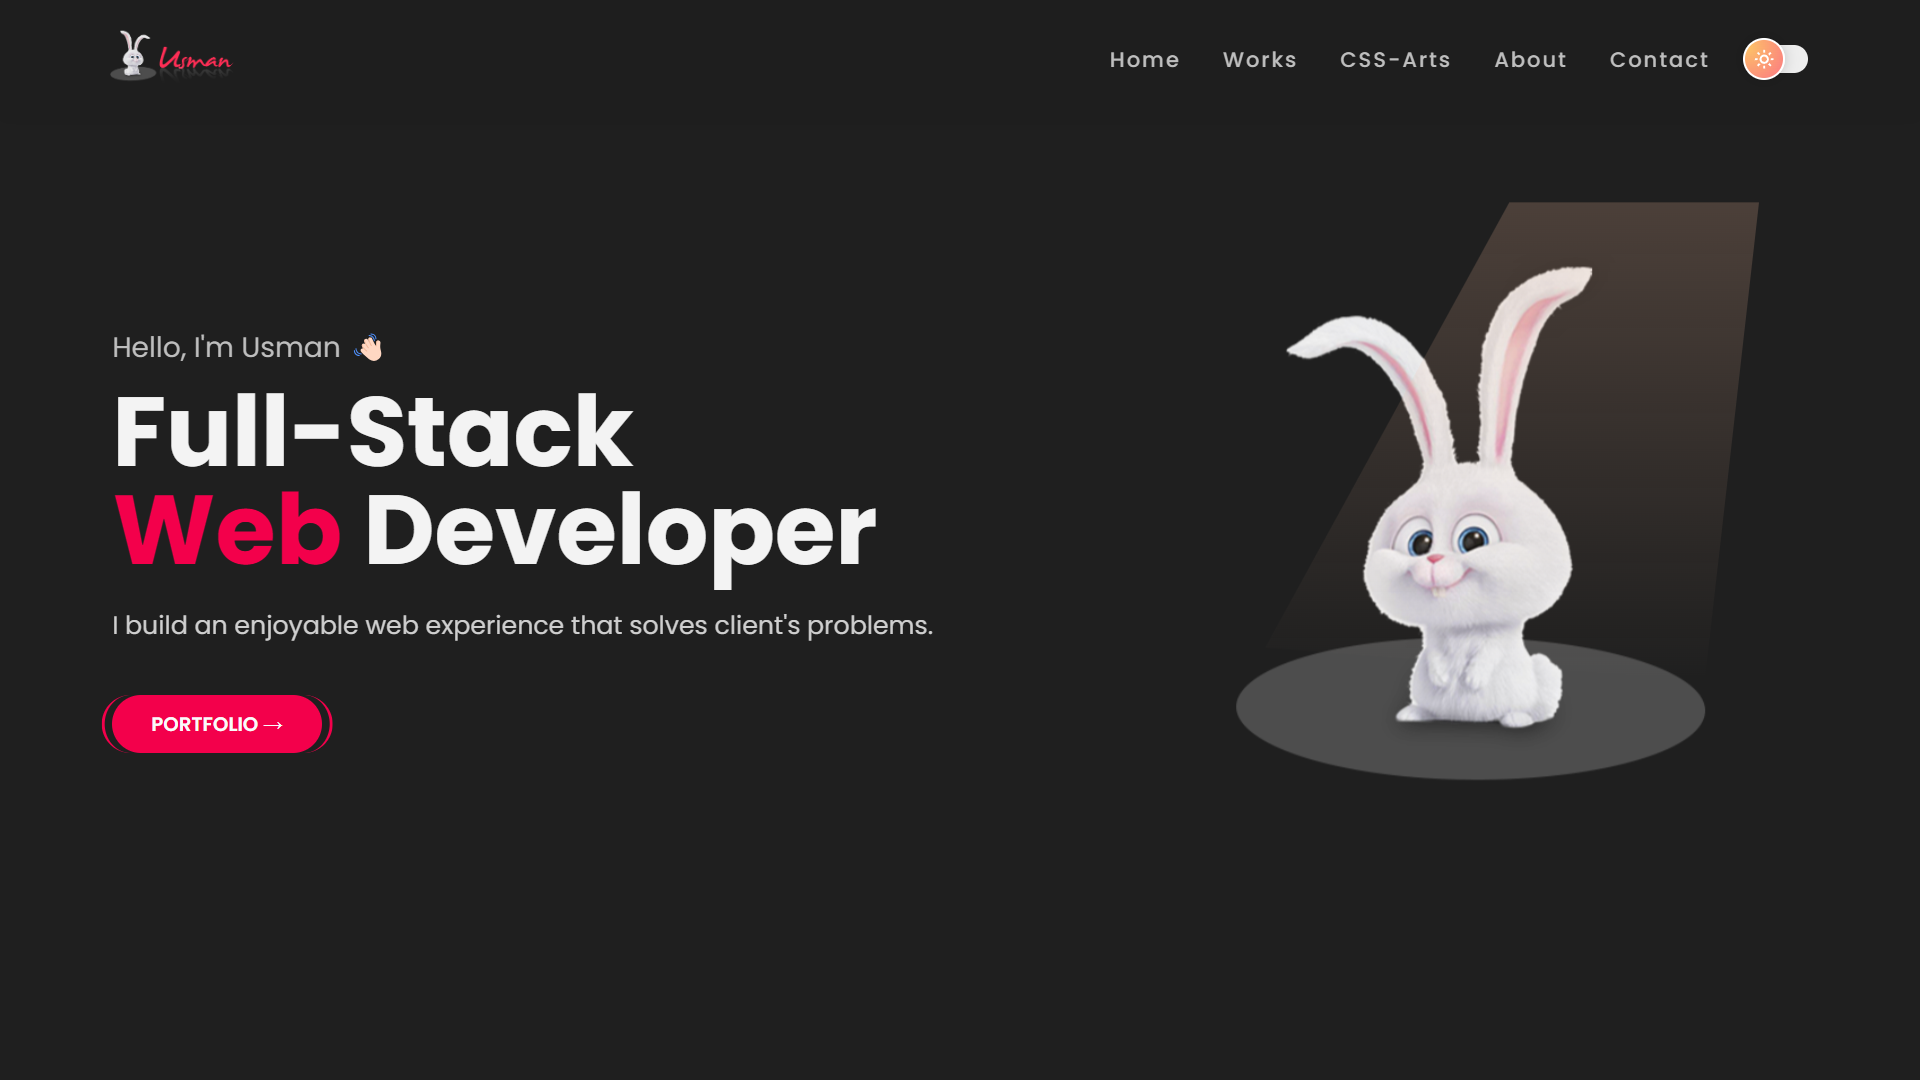 Usman
Home Works CSS-Arts About Contact
Hello, I'm Usman 👋🏻
Full-Stack
Web Developer
I build an enjoyable web experience that solves client's problems.
PORTFOLIO →